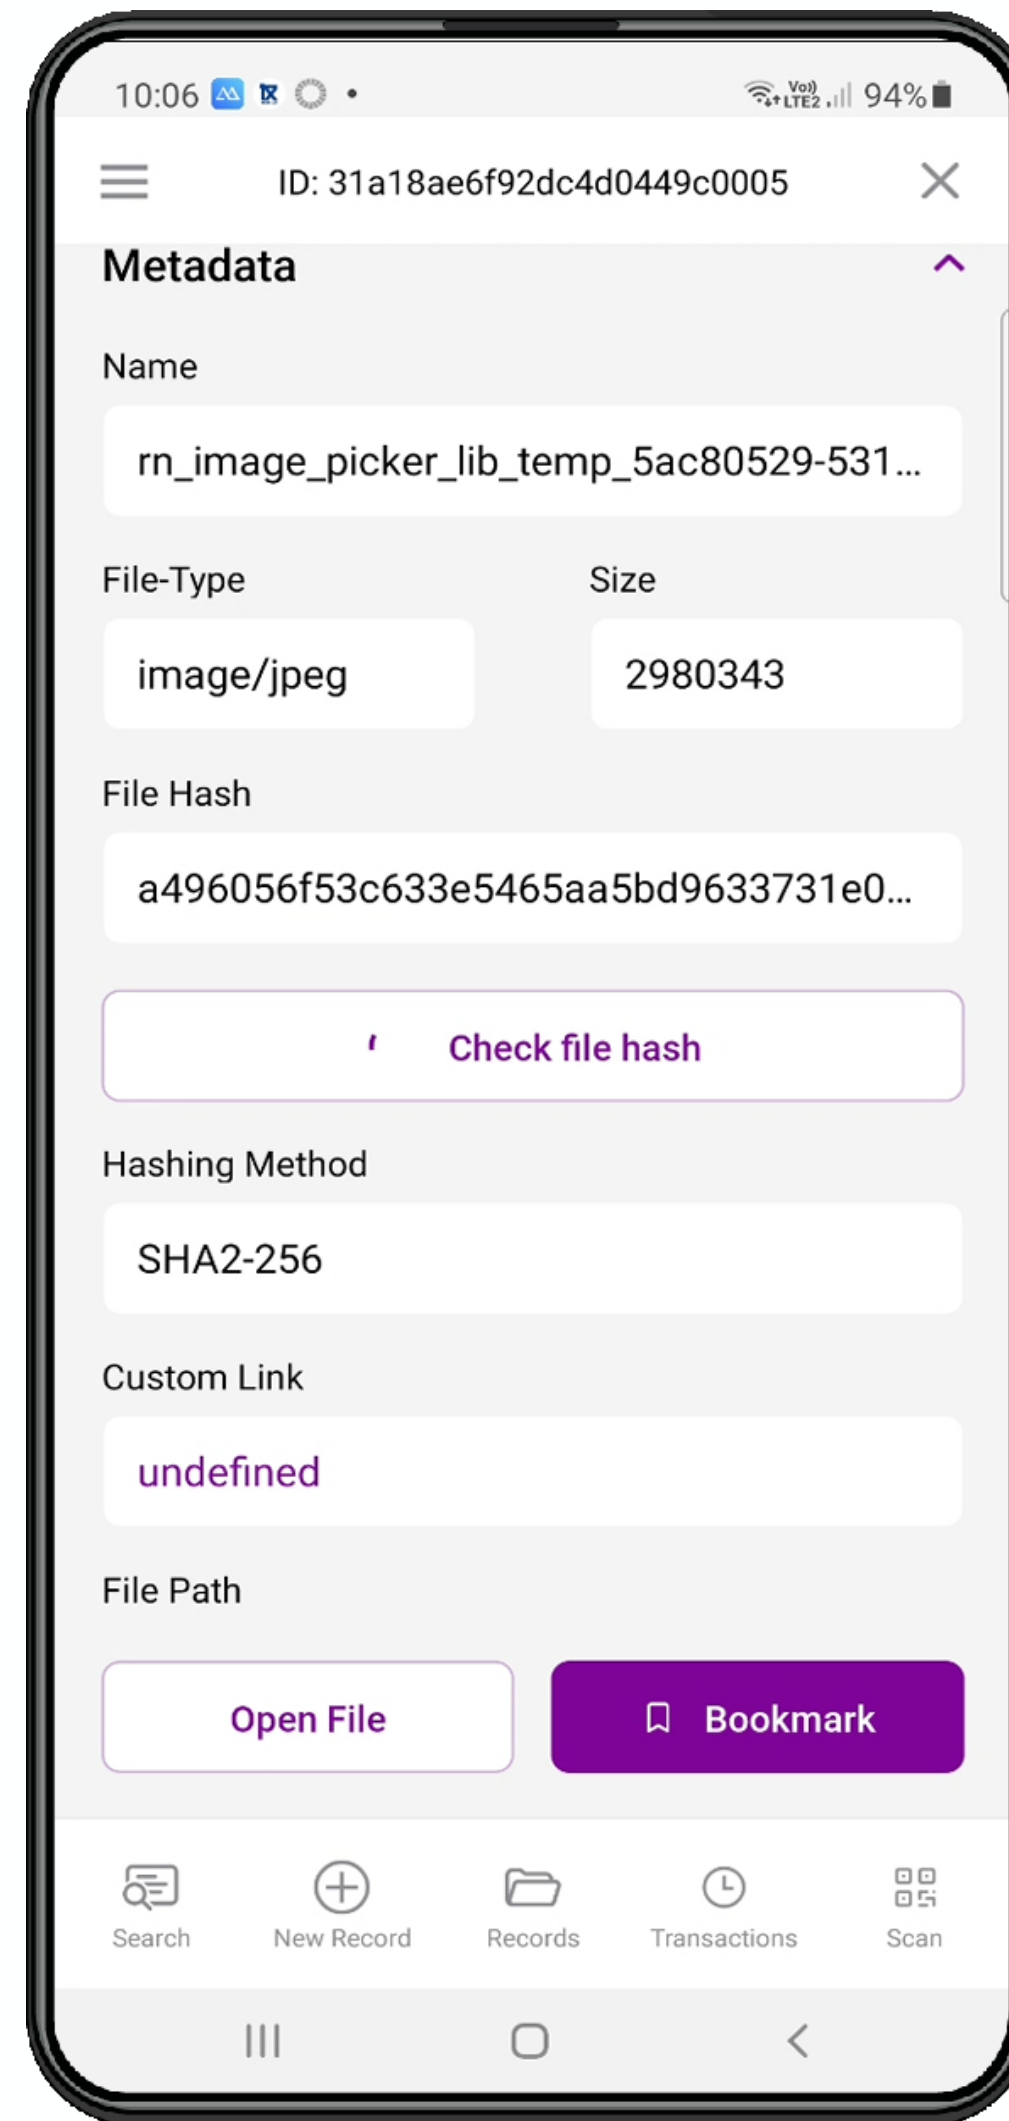 10:06
Vo)) LTE2 94%
ID: 31a18ae6f92dc4d0449c0005
Metadata
Name
rn_image_picker_lib_temp_5ac80529-531...
File-Type Size
image/jpeg 2980343
File Hash
a496056f53c633e5465aa5bd9633731e0...
Check file hash
Hashing Method
SHA2-256
Custom Link
undefined
File Path
Open File Bookmark
Search New Record Records Transactions Scan